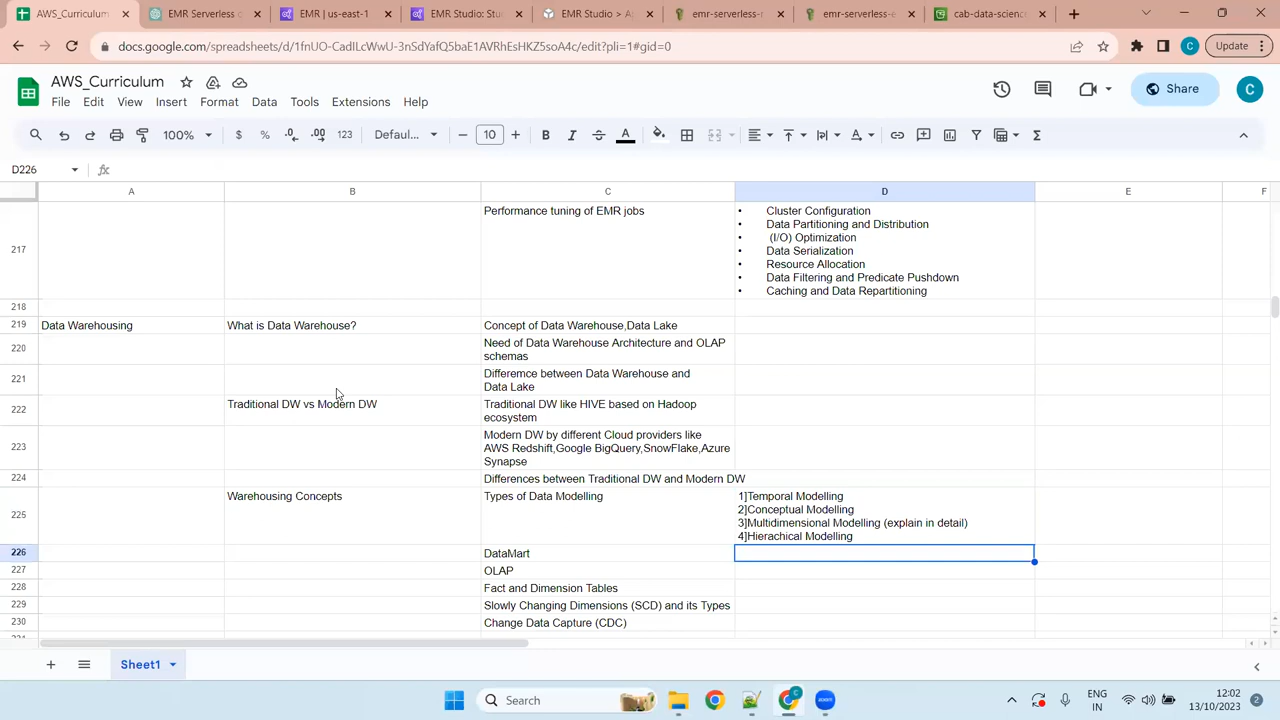 AWS_Curriculum
EMR Serverless c
EMR | us-east-1
EMR Studio: Stu
EMR Studio > Ap
emr-serverless-
emr-serverless-e
cab-data-scienc
docs.google.com/spreadsheets/d/1fnUO-CadILcWwU-3nSdYafQ5baE1AVRhEsHKZ5soA4c/edit?pli=1#gid=0
C
Update
AWS_Curriculum
File Edit View Insert Format Data Tools Extensions Help
Share
C
100%
$ % .0 .00 123
Defaul...
10
B I A
D226
A B C D E F
217
Performance tuning of EMR jobs
• Cluster Configuration
• Data Partitioning and Distribution
• (I/O) Optimization
• Data Serialization
• Resource Allocation
• Data Filtering and Predicate Pushdown
• Caching and Data Repartitioning
218
219 Data Warehousing What is Data Warehouse? Concept of Data Warehouse,Data Lake
220 Need of Data Warehouse Architecture and OLAP
schemas
221 Differemce between Data Warehouse and
Data Lake
222 Traditional DW vs Modern DW Traditional DW like HIVE based on Hadoop
ecosystem
223 Modern DW by different Cloud providers like
AWS Redshift,Google BigQuery,SnowFlake,Azure
Synapse
224 Differences between Traditional DW and Modern DW
225 Warehousing Concepts Types of Data Modelling 1]Temporal Modelling
2]Conceptual Modelling
3]Multidimensional Modelling (explain in detail)
4]Hierachical Modelling
226 DataMart
227 OLAP
228 Fact and Dimension Tables
229 Slowly Changing Dimensions (SCD) and its Types
230 Change Data Capture (CDC)
Sheet1
Search
ENG
IN
12:02
13/10/2023
2